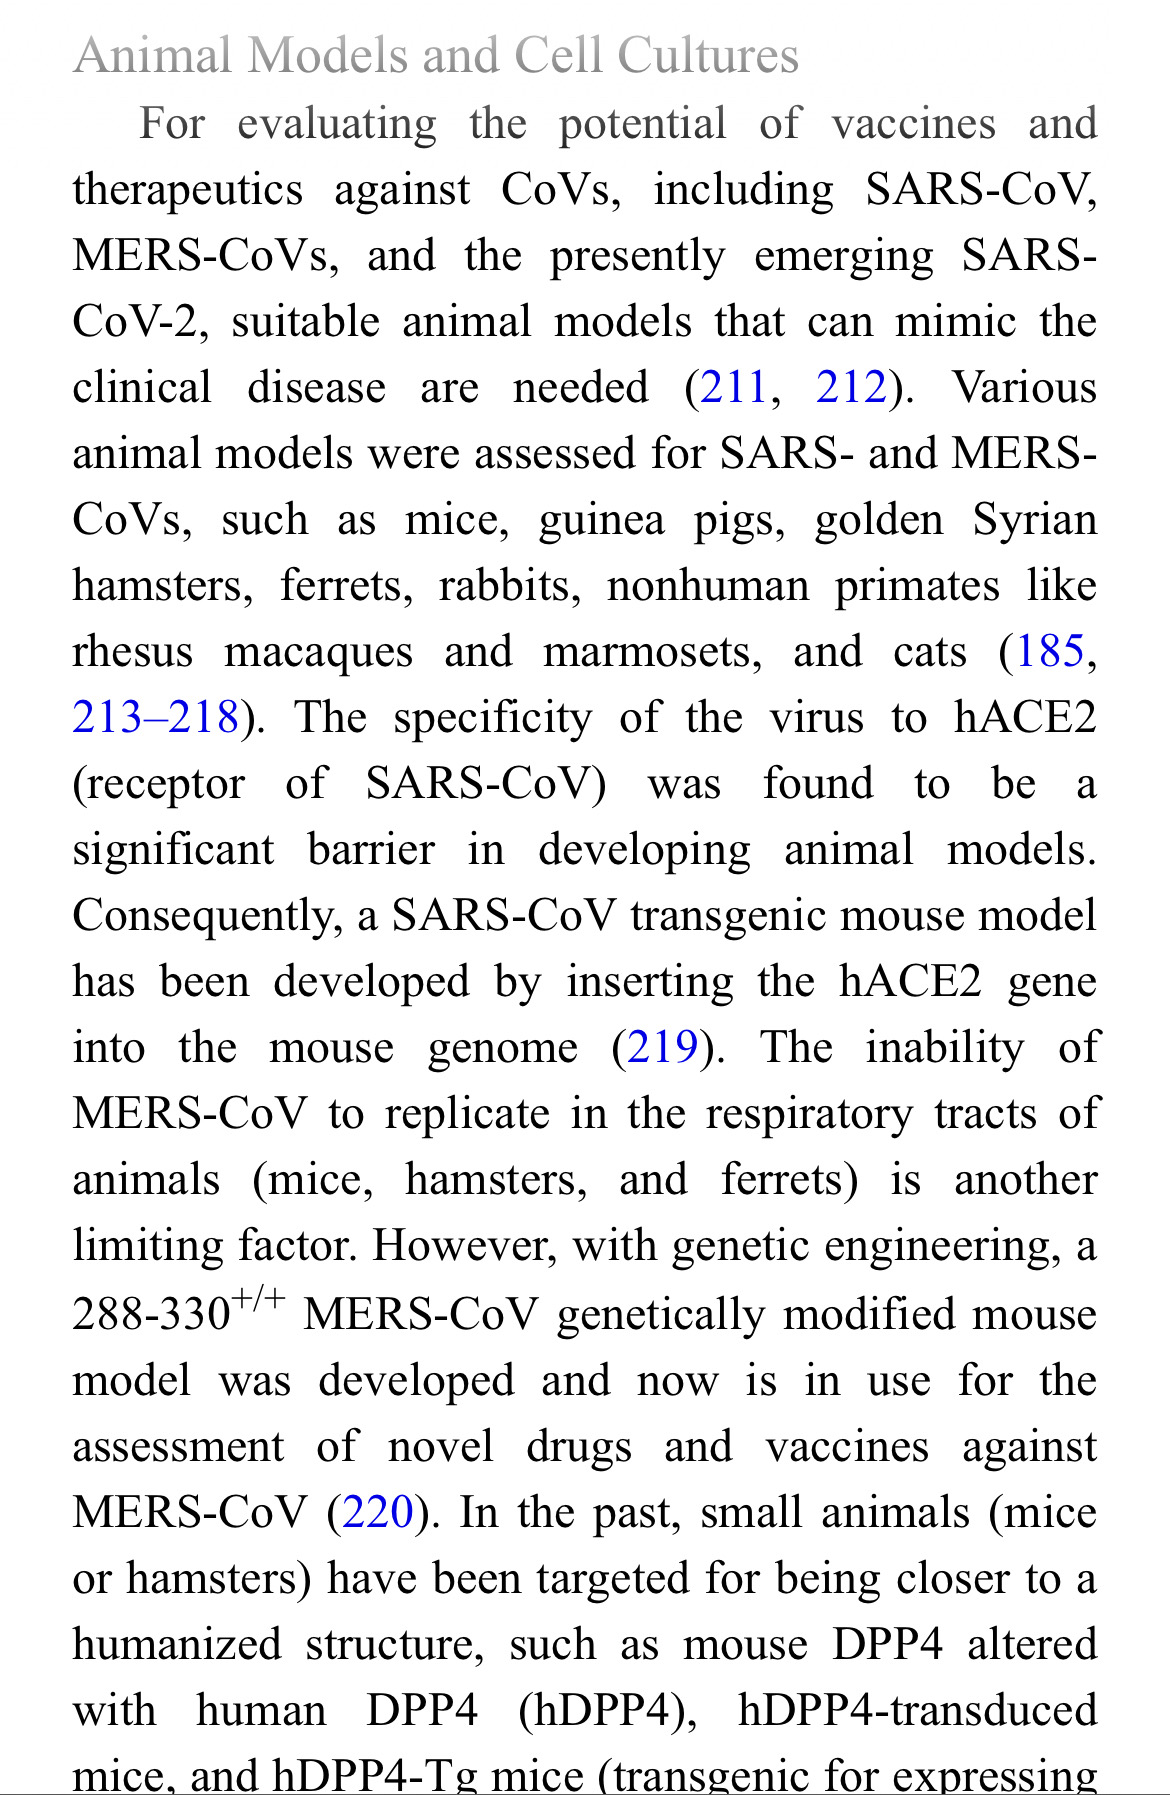 Animal Models and Cell Cultures
For evaluating the potential of vaccines and
therapeutics against CoVs, including SARS-CoV,
MERS-CoVs, and the presently emerging SARS-
CoV-2, suitable animal models that can mimic the
clinical disease are needed (211, 212). Various
animal models were assessed for SARS- and MERS-
CoVs, such as mice, guinea pigs, golden Syrian
hamsters, ferrets, rabbits, nonhuman primates like
rhesus macaques and marmosets, and cats (185,
213–218). The specificity of the virus to hACE2
(receptor of SARS-CoV) was found to be a
significant barrier in developing animal models.
Consequently, a SARS-CoV transgenic mouse model
has been developed by inserting the hACE2 gene
into the mouse genome (219). The inability of
MERS-CoV to replicate in the respiratory tracts of
animals (mice, hamsters, and ferrets) is another
limiting factor. However, with genetic engineering, a
288-330+/+ MERS-CoV genetically modified mouse
model was developed and now is in use for the
assessment of novel drugs and vaccines against
MERS-CoV (220). In the past, small animals (mice
or hamsters) have been targeted for being closer to a
humanized structure, such as mouse DPP4 altered
with human DPP4 (hDPP4), hDPP4-transduced
mice, and hDPP4-Tg mice (transgenic for expressing